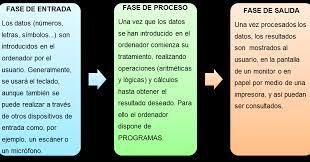 FASE DE ENTRADA
Los datos (números,
letras, símbolos...) son
introducidos en el
ordenador por el
usuario. Generalmente,
se usará el teclado,
aunque también se
puede realizar a través
de otros dispositivos de
entrada como, por
ejemplo, un escáner o
micrófono.
FASE DE PROCESO
Una vez que los datos
se han introducido en el
ordenador comienza su
tratamiento, realizando
operaciones (aritméticas
y lógicas) y cálculos
hasta obtener el
resultado deseado. Para
ello el ordenador
dispone de
PROGRAMAS.
FASE DE SALIDA
Una vez procesados los
datos, los resultados
son mostrados al
usuario, en la pantalla
de un monitor o en
papel por medio de una
impresora, y así puedan
ser consultados.